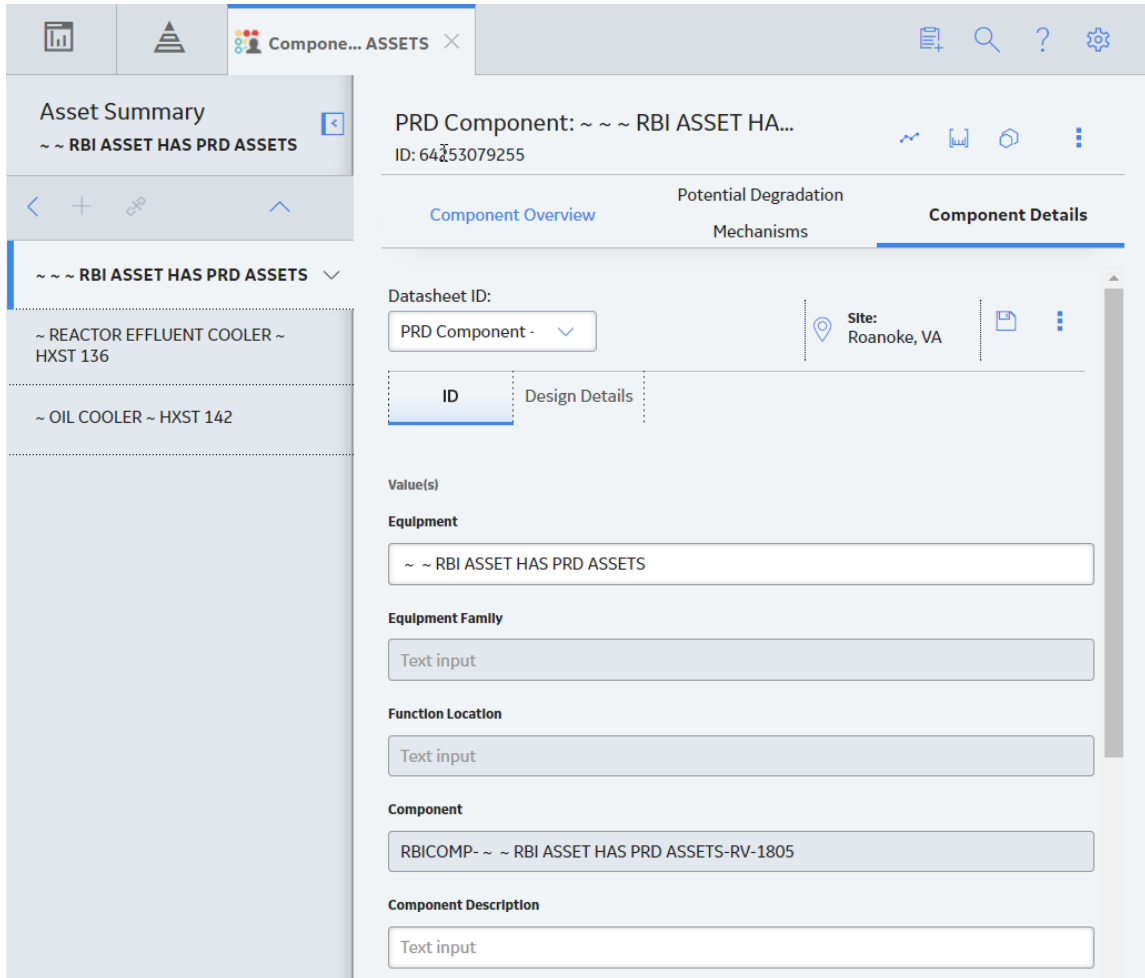 Compone... ASSETS
Asset Summary
~ ~ RBI ASSET HAS PRD ASSETS
~ ~ ~ RBI ASSET HAS PRD ASSETS
~ REACTOR EFFLUENT COOLER ~
HXST 136
~ OIL COOLER ~ HXST 142
PRD Component: ~ ~ ~ RBI ASSET HA...
ID: 64253079255
Component Overview
Potential Degradation
Mechanisms
Component Details
Datasheet ID:
PRD Component -
Site:
Roanoke, VA
ID
Design Details
Value(s)
Equipment
~ ~ RBI ASSET HAS PRD ASSETS
Equipment Family
Text input
Function Location
Text input
Component
RBICOMP- ~ ~ RBI ASSET HAS PRD ASSETS-RV-1805
Component Description
Text input